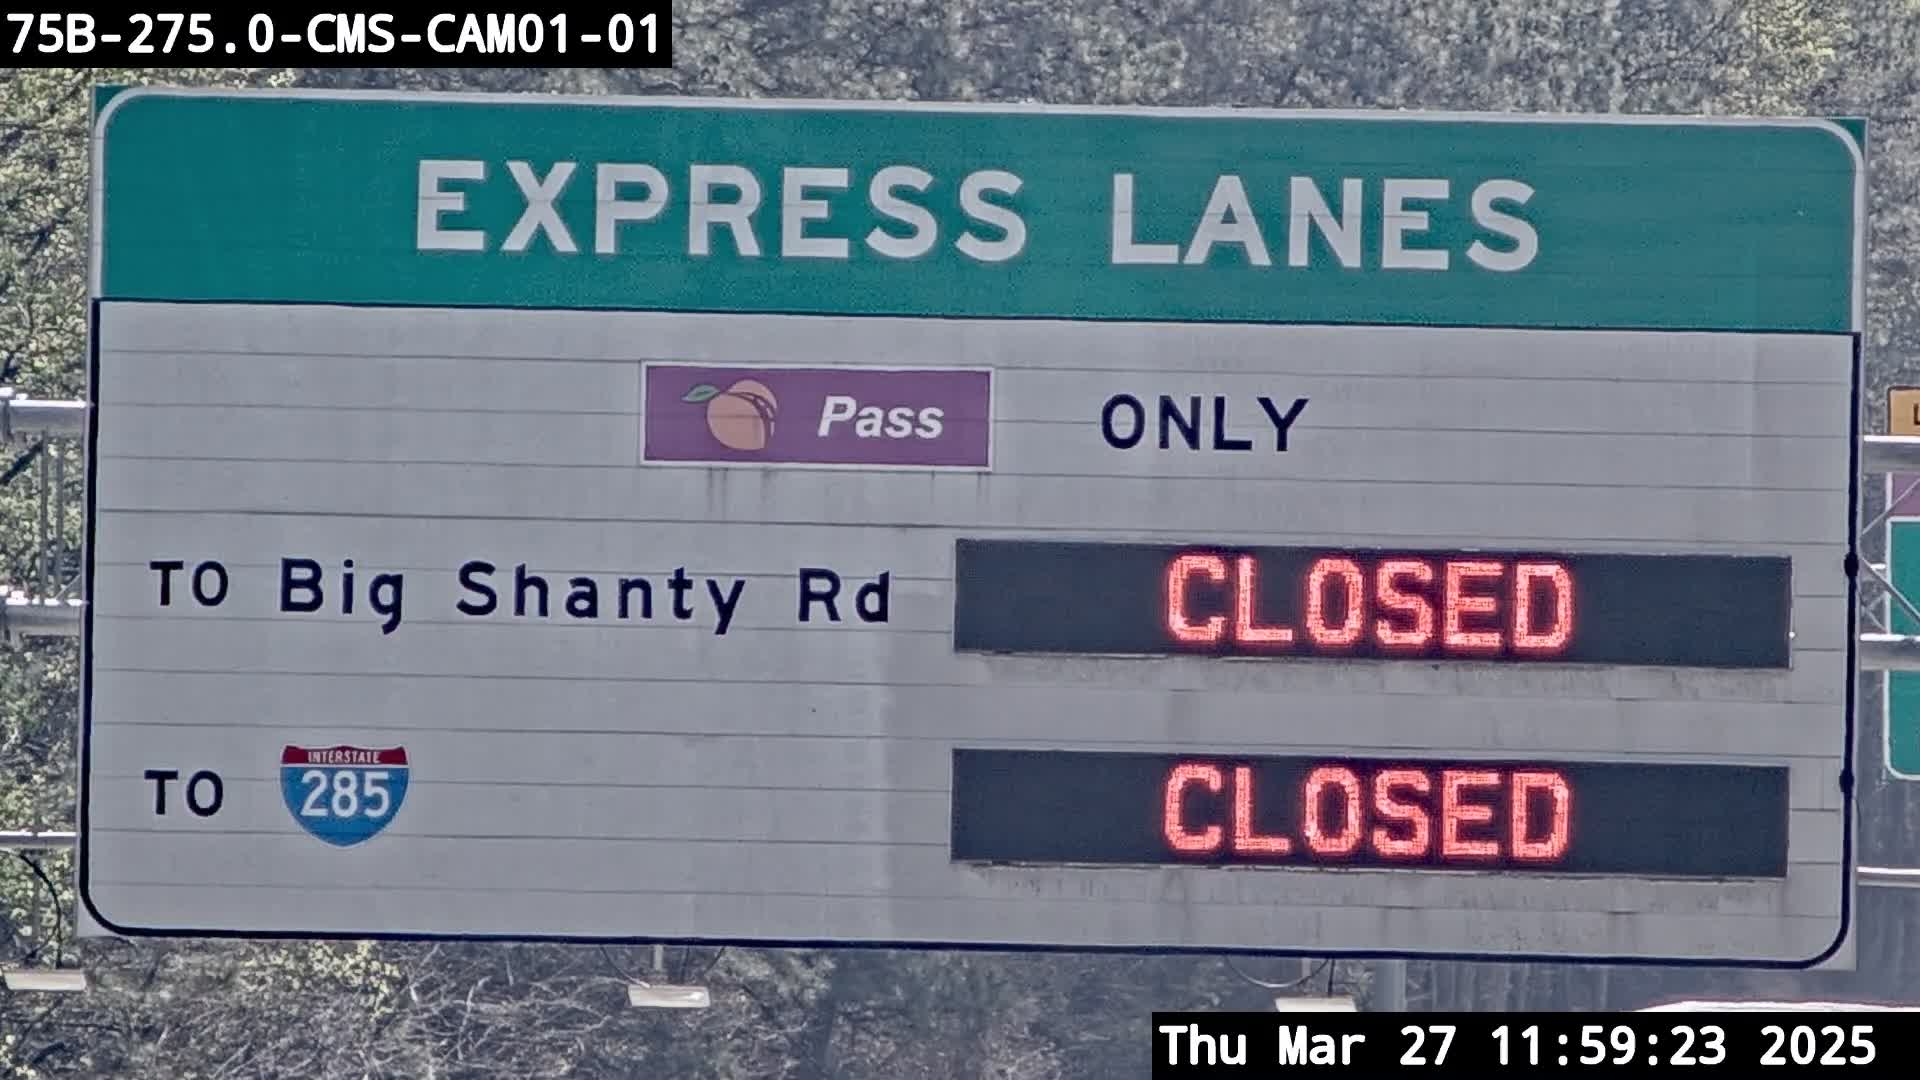 75B-275.0-CMS-CAM01-01
EXPRESS LANES
Pass ONLY
TO Big Shanty Rd CLOSED
TO INTERSTATE 285 CLOSED
Thu Mar 27 11:59:23 2025